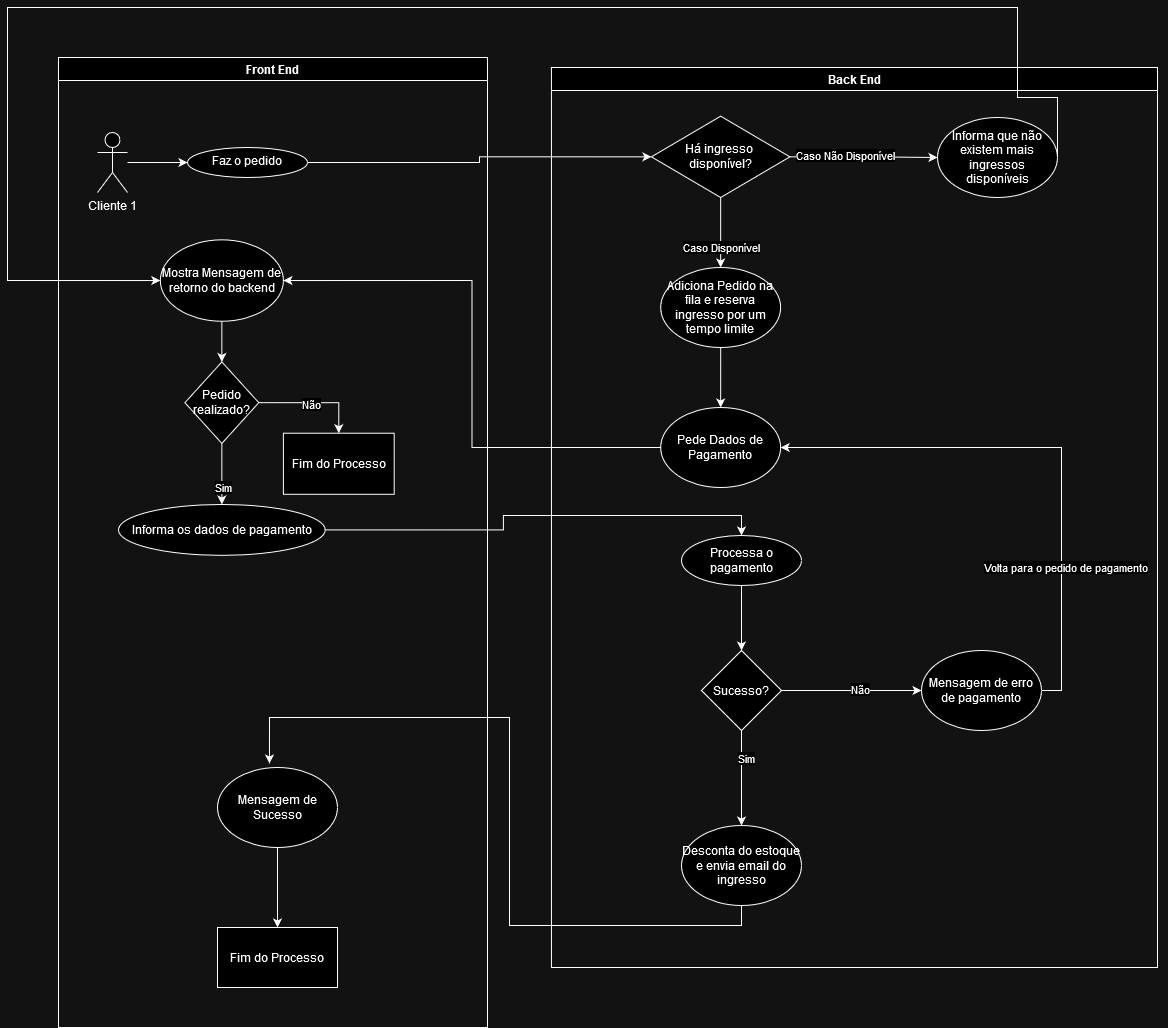 Front End
Cliente 1
Faz o pedido
Mostra Mensagem de
retorno do backend
Pedido
realizado?
Não
Fim do Processo
Sim
Informa os dados de pagamento
Mensagem de
Sucesso
Fim do Processo
Back End
Há ingresso
disponível?
Caso Não Disponível
Informa que não
existem mais
ingressos
disponíveis
Caso Disponível
Adiciona Pedido na
fila e reserva
ingresso por um
tempo limite
Pede Dados de
Pagamento
Volta para o pedido de pagamento
Processa o
pagamento
Sucesso?
Não
Mensagem de erro
de pagamento
Sim
Desconta do estoque
e envia email do
ingresso